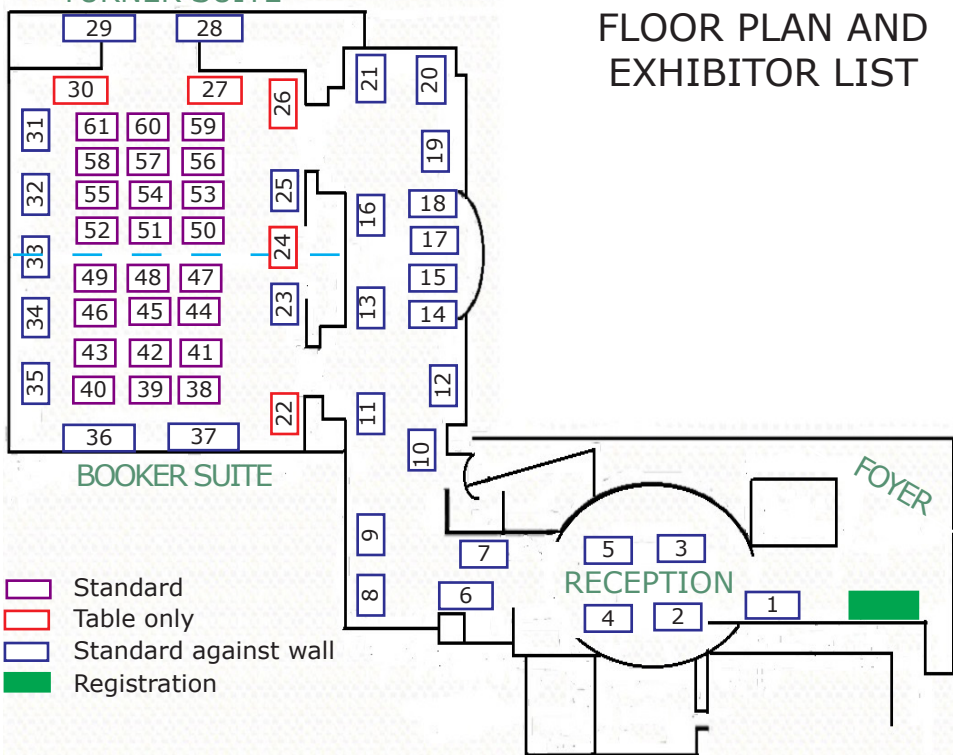 TURNER SUITE
FLOOR PLAN AND
EXHIBITOR LIST
29 28
30 27 26 21 20
31 61 60 59
19
58 57 56
32 55 54 53 25 16 18
52 51 50 17
33 24
49 48 47 15
34 46 45 44 23 13 14
43 42 41
35 40 39 38 12
22 11
36 37 10
BOOKER SUITE
FOYER
9 7 5 3
RECEPTION
8 6 4 2 1
Standard
Table only
Standard against wall
Registration